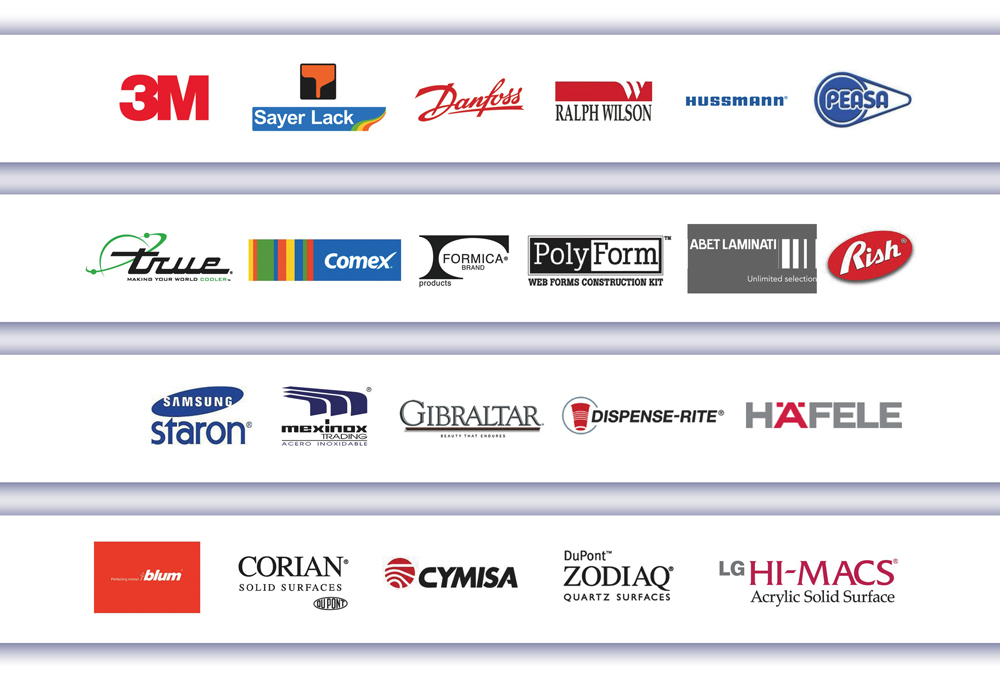 3M
Sayer Lack
Danfoss
RALPH WILSON
HUSSMANN®
PEASA
true®
MAKING YOUR WORLD COOLER™
Comex®
FORMICA®
BRAND
products
PolyForm™
WEB FORMS CONSTRUCTION KIT
ABET LAMINATI
Unlimited selection
Rish®
SAMSUNG
staron®
®
mexinox
TRADING
ACERO INOXIDABLE
GIBRALTAR
BEAUTY THAT ENDURES
DISPENSE-RITE®
HÄFELE
blum
CORIAN®
SOLID SURFACES
DUPONT
CYMISA
DuPont™
ZODIAQ®
QUARTZ SURFACES
LG HI-MACS®
Acrylic Solid Surface